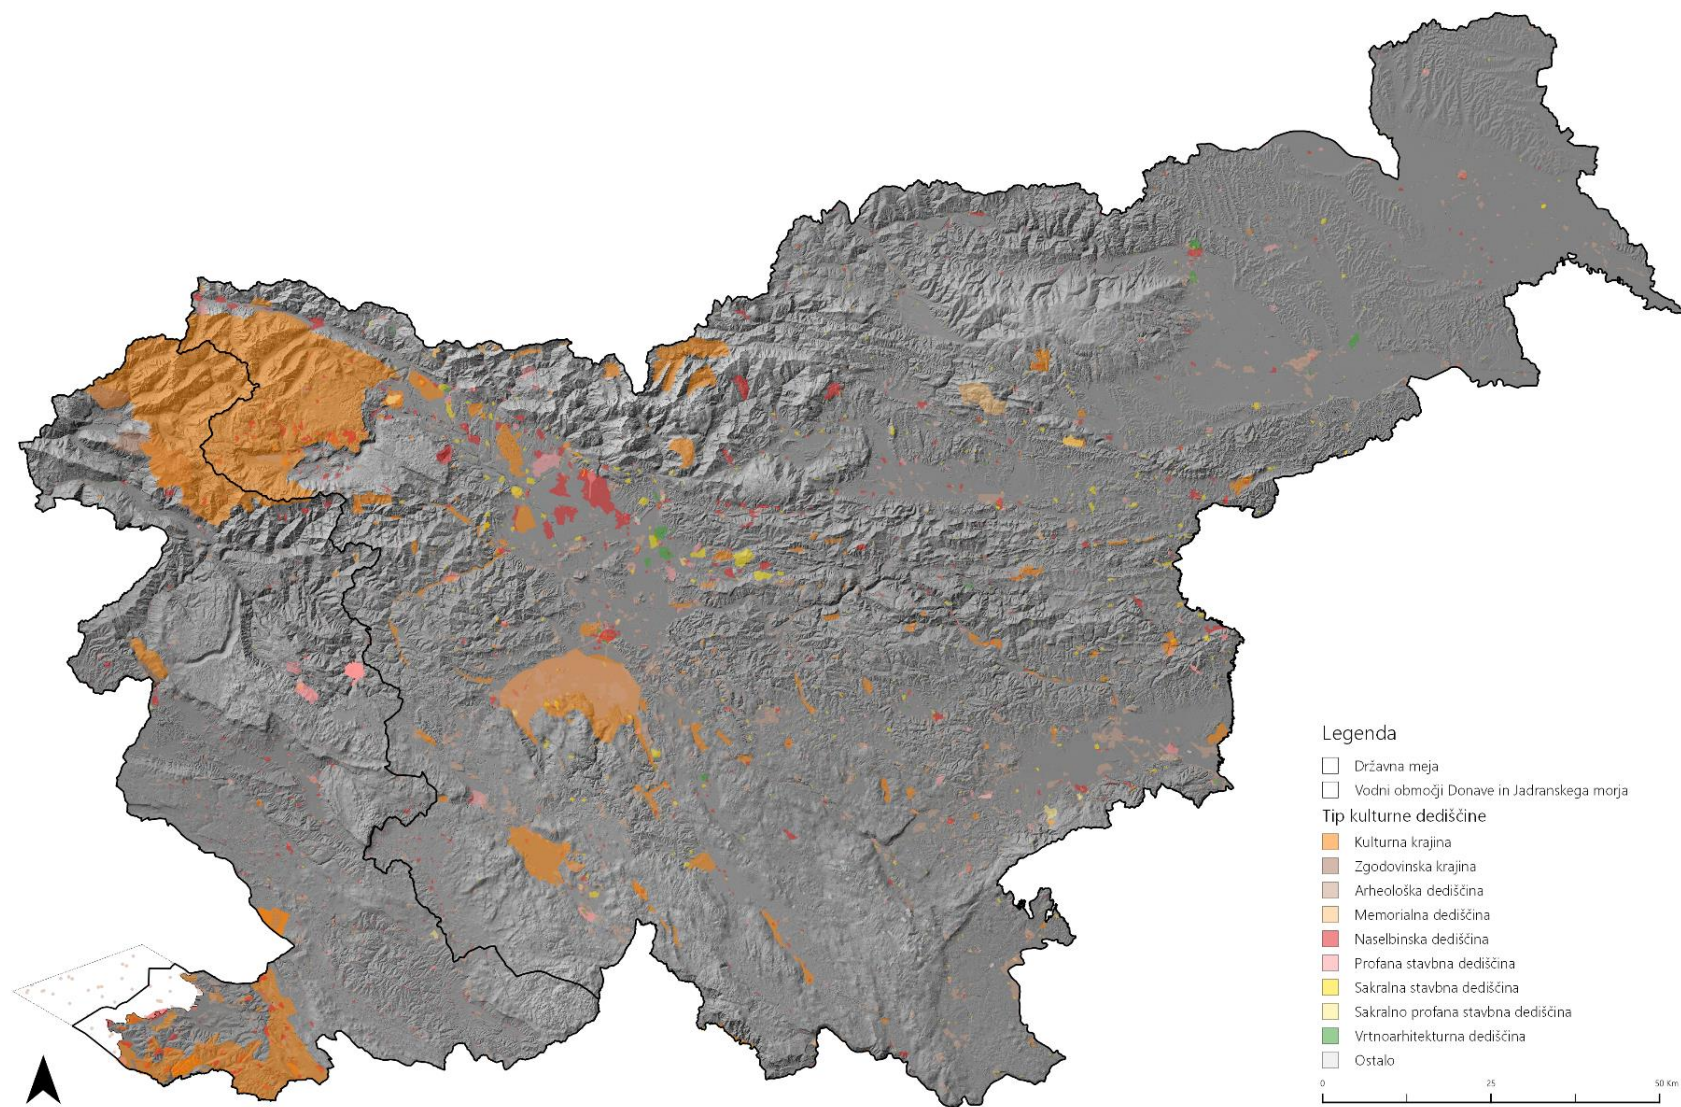 Legenda
Državna meja
Vodni območji Donave in Jadranskega morja
Tip kulturne dediščine
Kulturna krajina
Zgodovinska krajina
Arheološka dediščina
Memorialna dediščina
Naselbinska dediščina
Profana stavbna dediščina
Sakralna stavbna dediščina
Sakralno profana stavbna dediščina
Vrtnoarhitekturna dediščina
Ostalo
0 25 50 Km